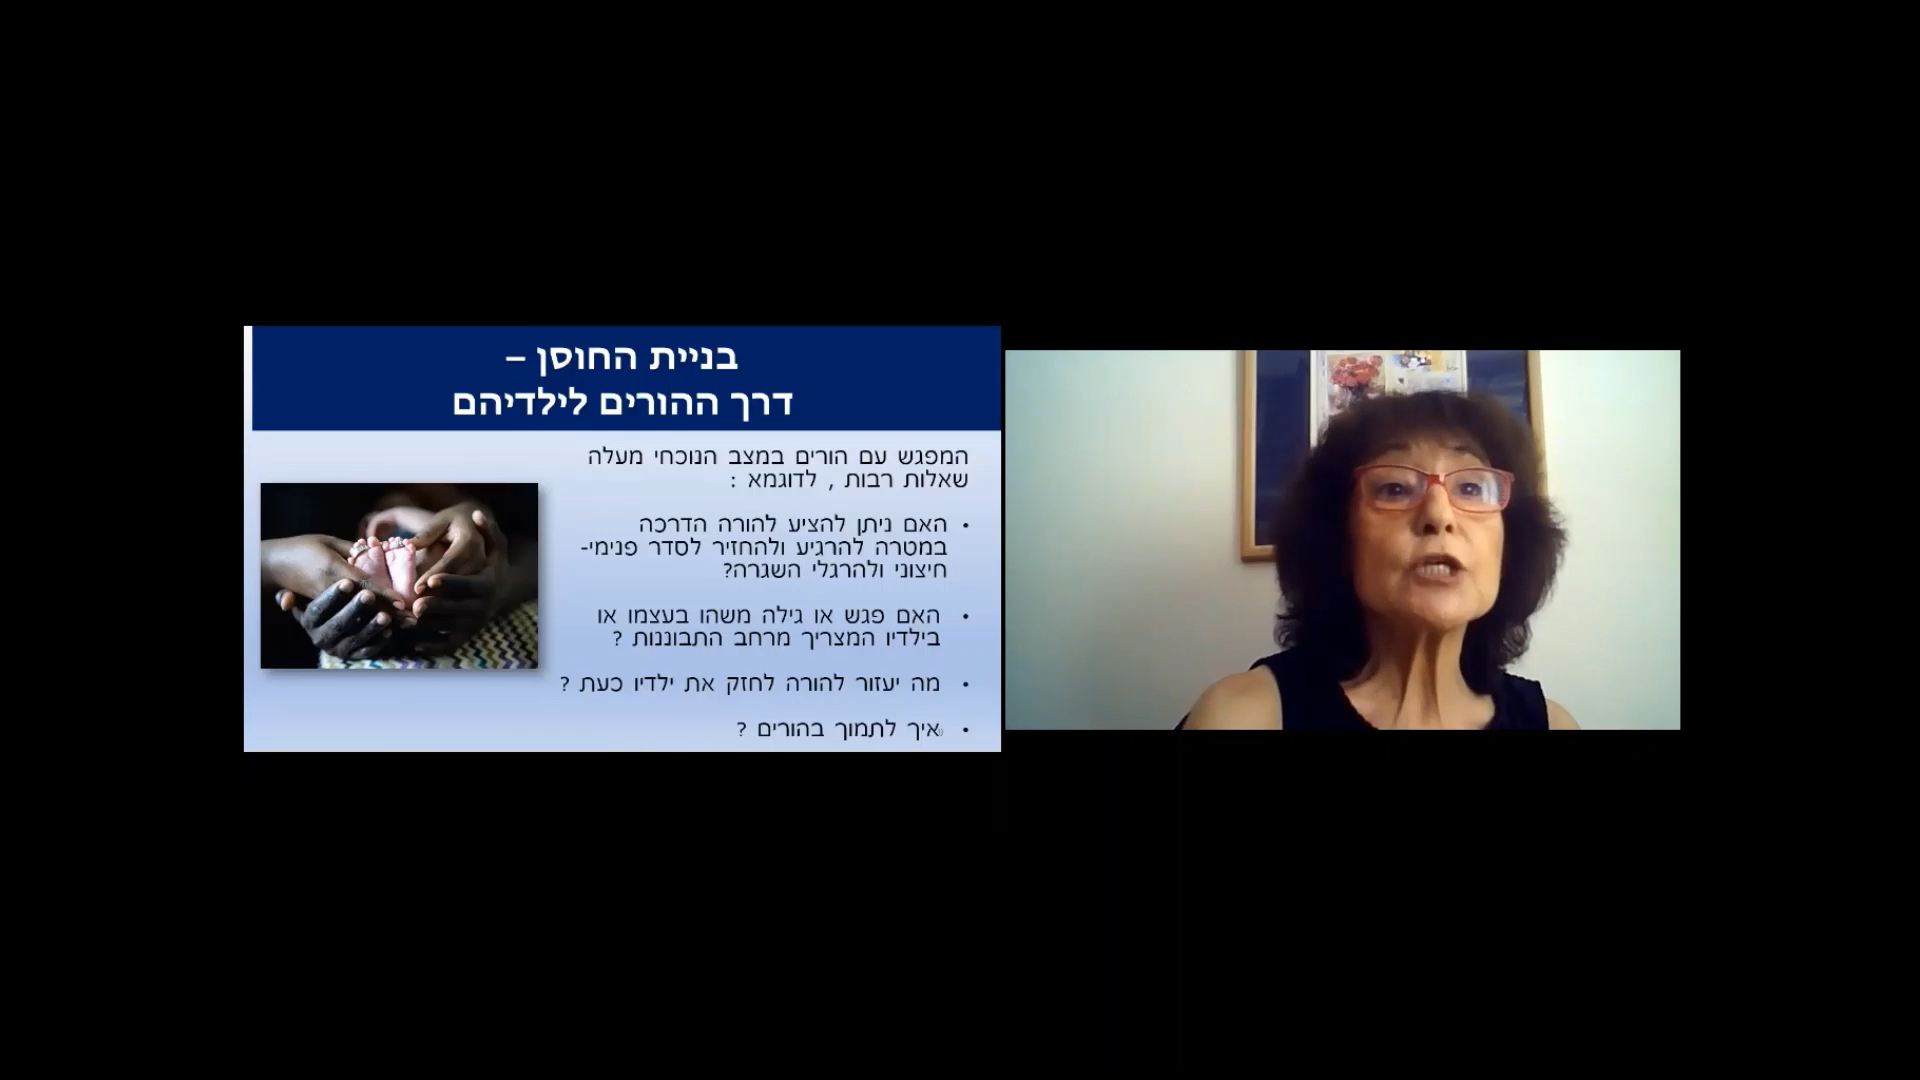 בניית החוסן –
דרך ההורים לילדיהם
המפגש עם הורים במצב הנוכחי מעלה
שאלות רבות , לדוגמא :
• האם ניתן להציע להורה הדרכה
במטרה להרגיע ולהחזיר לסדר פנימי-
חיצוני ולהרגלי השגרה?
• האם פגש או גילה משהו בעצמו או
בילדיו המצריך מרחב התבוננות ?
• מה יעזור להורה לחזק את ילדיו כעת ?
• איך לתמוך בהורים ?